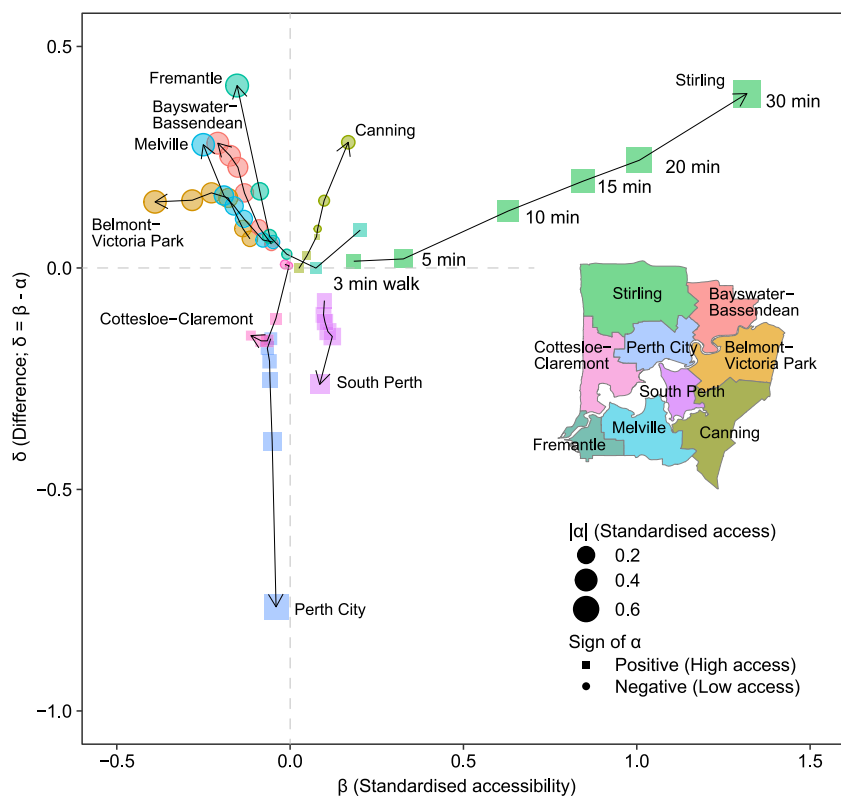 0.5
0.0
−0.5
−1.0
−0.5
0.0
0.5
1.0
1.5
δ (Difference; δ = β - α)
β (Standardised accessibility)
Fremantle
Bayswater−
Bassendean
Melville
Belmont−
Victoria Park
Canning
Stirling
30 min
20 min
15 min
10 min
5 min
3 min walk
Cottesloe−Claremont
South Perth
Perth City
Stirling
Bayswater−
Bassendean
Cottesloe−
Claremont
Perth City
Belmont−
Victoria Park
South Perth
Melville
Canning
Fremantle
|α| (Standardised access)
0.2
0.4
0.6
Sign of α
Positive (High access)
Negative (Low access)